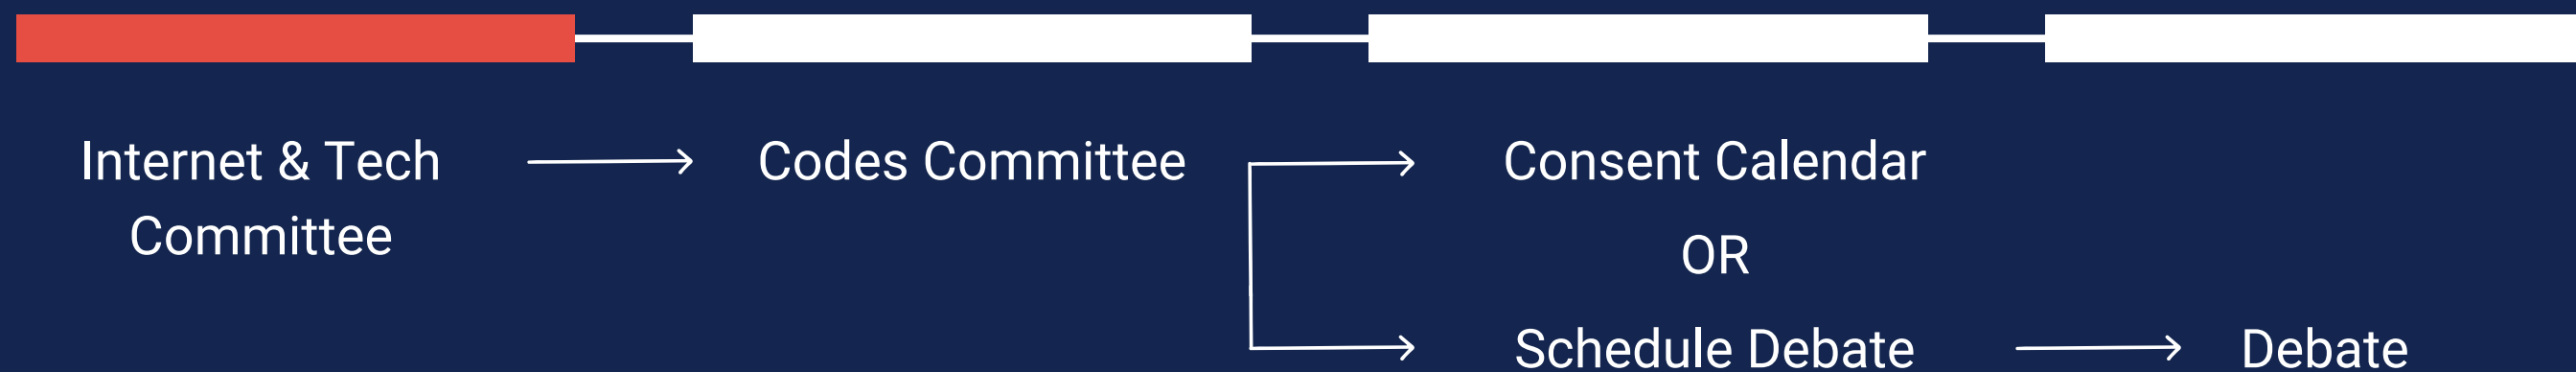 Internet & Tech
Committee
Codes Committee
Consent Calendar
OR
Schedule Debate
Debate